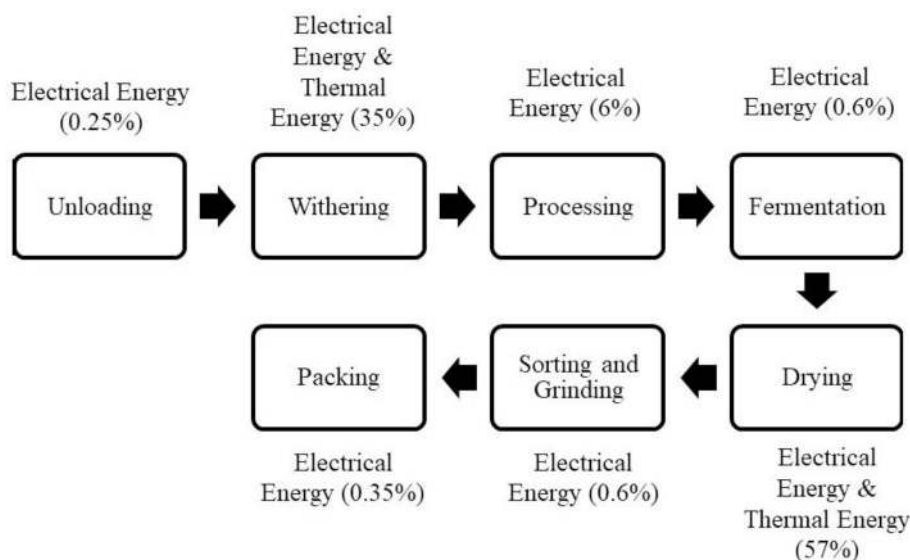 Electrical Energy
(0.25%)
Electrical
Energy &
Thermal
Energy (35%)
Electrical
Energy (6%)
Electrical
Energy (0.6%)
Unloading
Withering
Processing
Fermentation
Packing
Sorting and
Grinding
Drying
Electrical
Energy (0.35%)
Electrical
Energy (0.6%)
Electrical
Energy &
Thermal Energy
(57%)